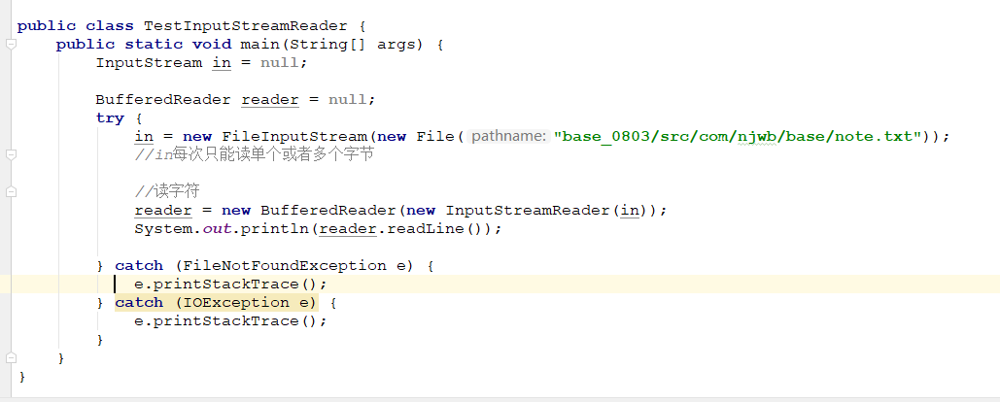 public class TestInputStreamReader {
public static void main(String[] args) {
InputStream in = null;
BufferedReader reader = null;
try {
in = new FileInputStream(new File( pathname: "base_0803/src/com/njwb/base/note.txt"));
//in每次只能读单个或者多个字节
//读字符
reader = new BufferedReader(new InputStreamReader(in));
System.out.println(reader.readLine());
} catch (FileNotFoundException e) {
e.printStackTrace();
} catch (IOException e) {
e.printStackTrace();
}
}
}